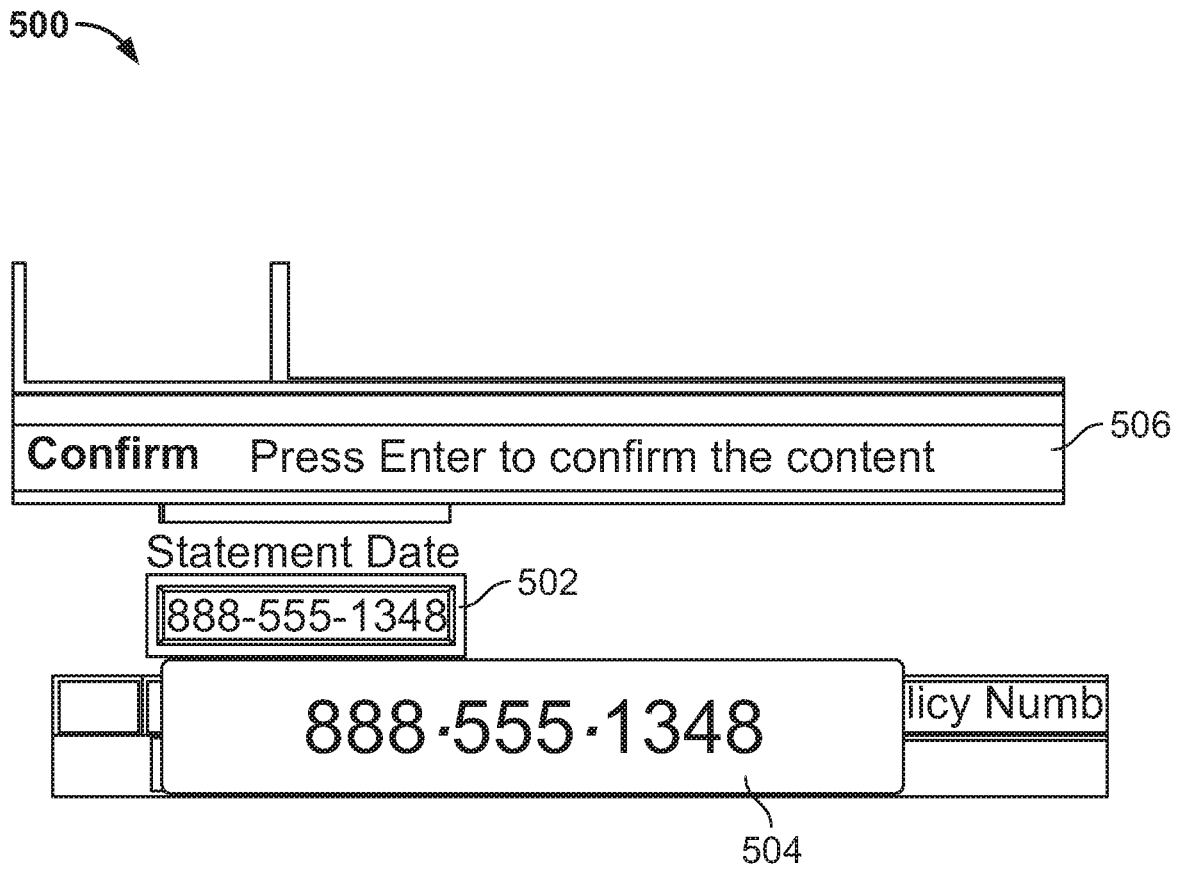 500
Confirm Press Enter to confirm the content
506
Statement Date
888-555-1348
502
888·555·1348
licy Numb
504